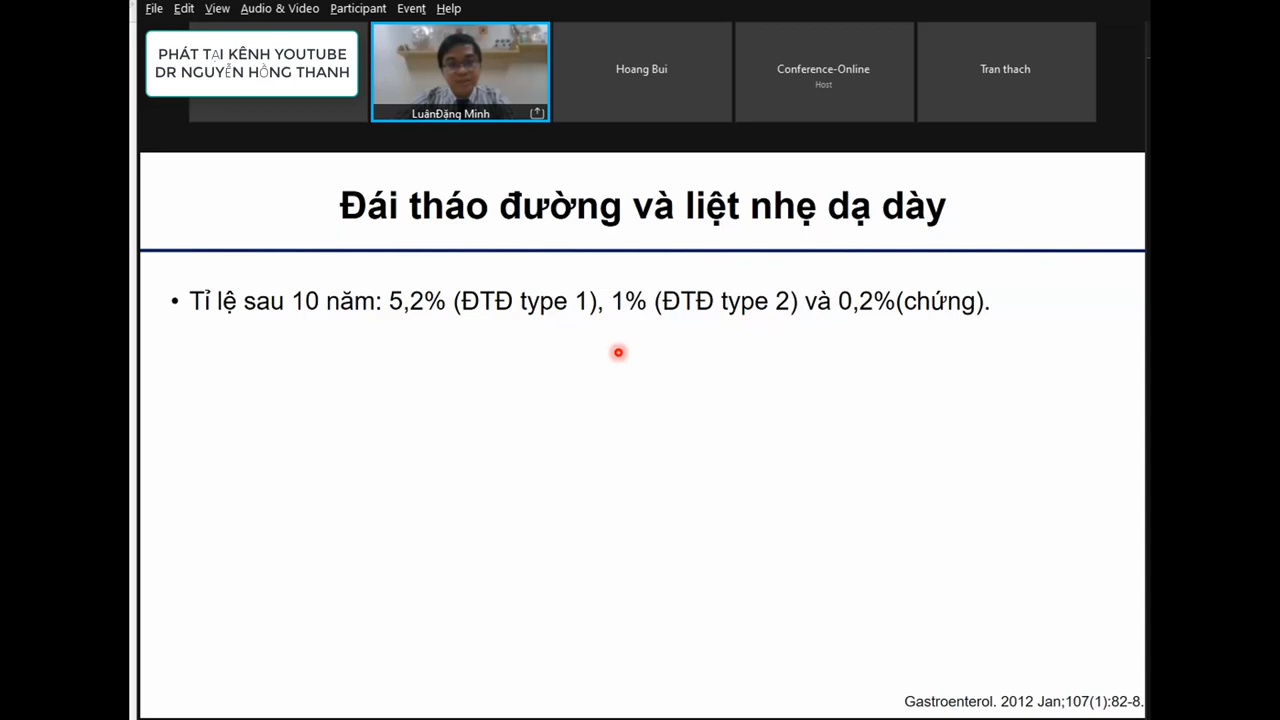 File Edit View Audio & Video Participant Event Help
PHÁT TẠI KÊNH YOUTUBE
DR NGUYỄN HỒNG THANH
LuânĐặng Minh
Hoang Bui
Conference-Online
Host
Tran thach
Đái tháo đường và liệt nhẹ dạ dày
• Tỉ lệ sau 10 năm: 5,2% (ĐTĐ type 1), 1% (ĐTĐ type 2) và 0,2%(chứng).
Gastroenterol. 2012 Jan;107(1):82-8.